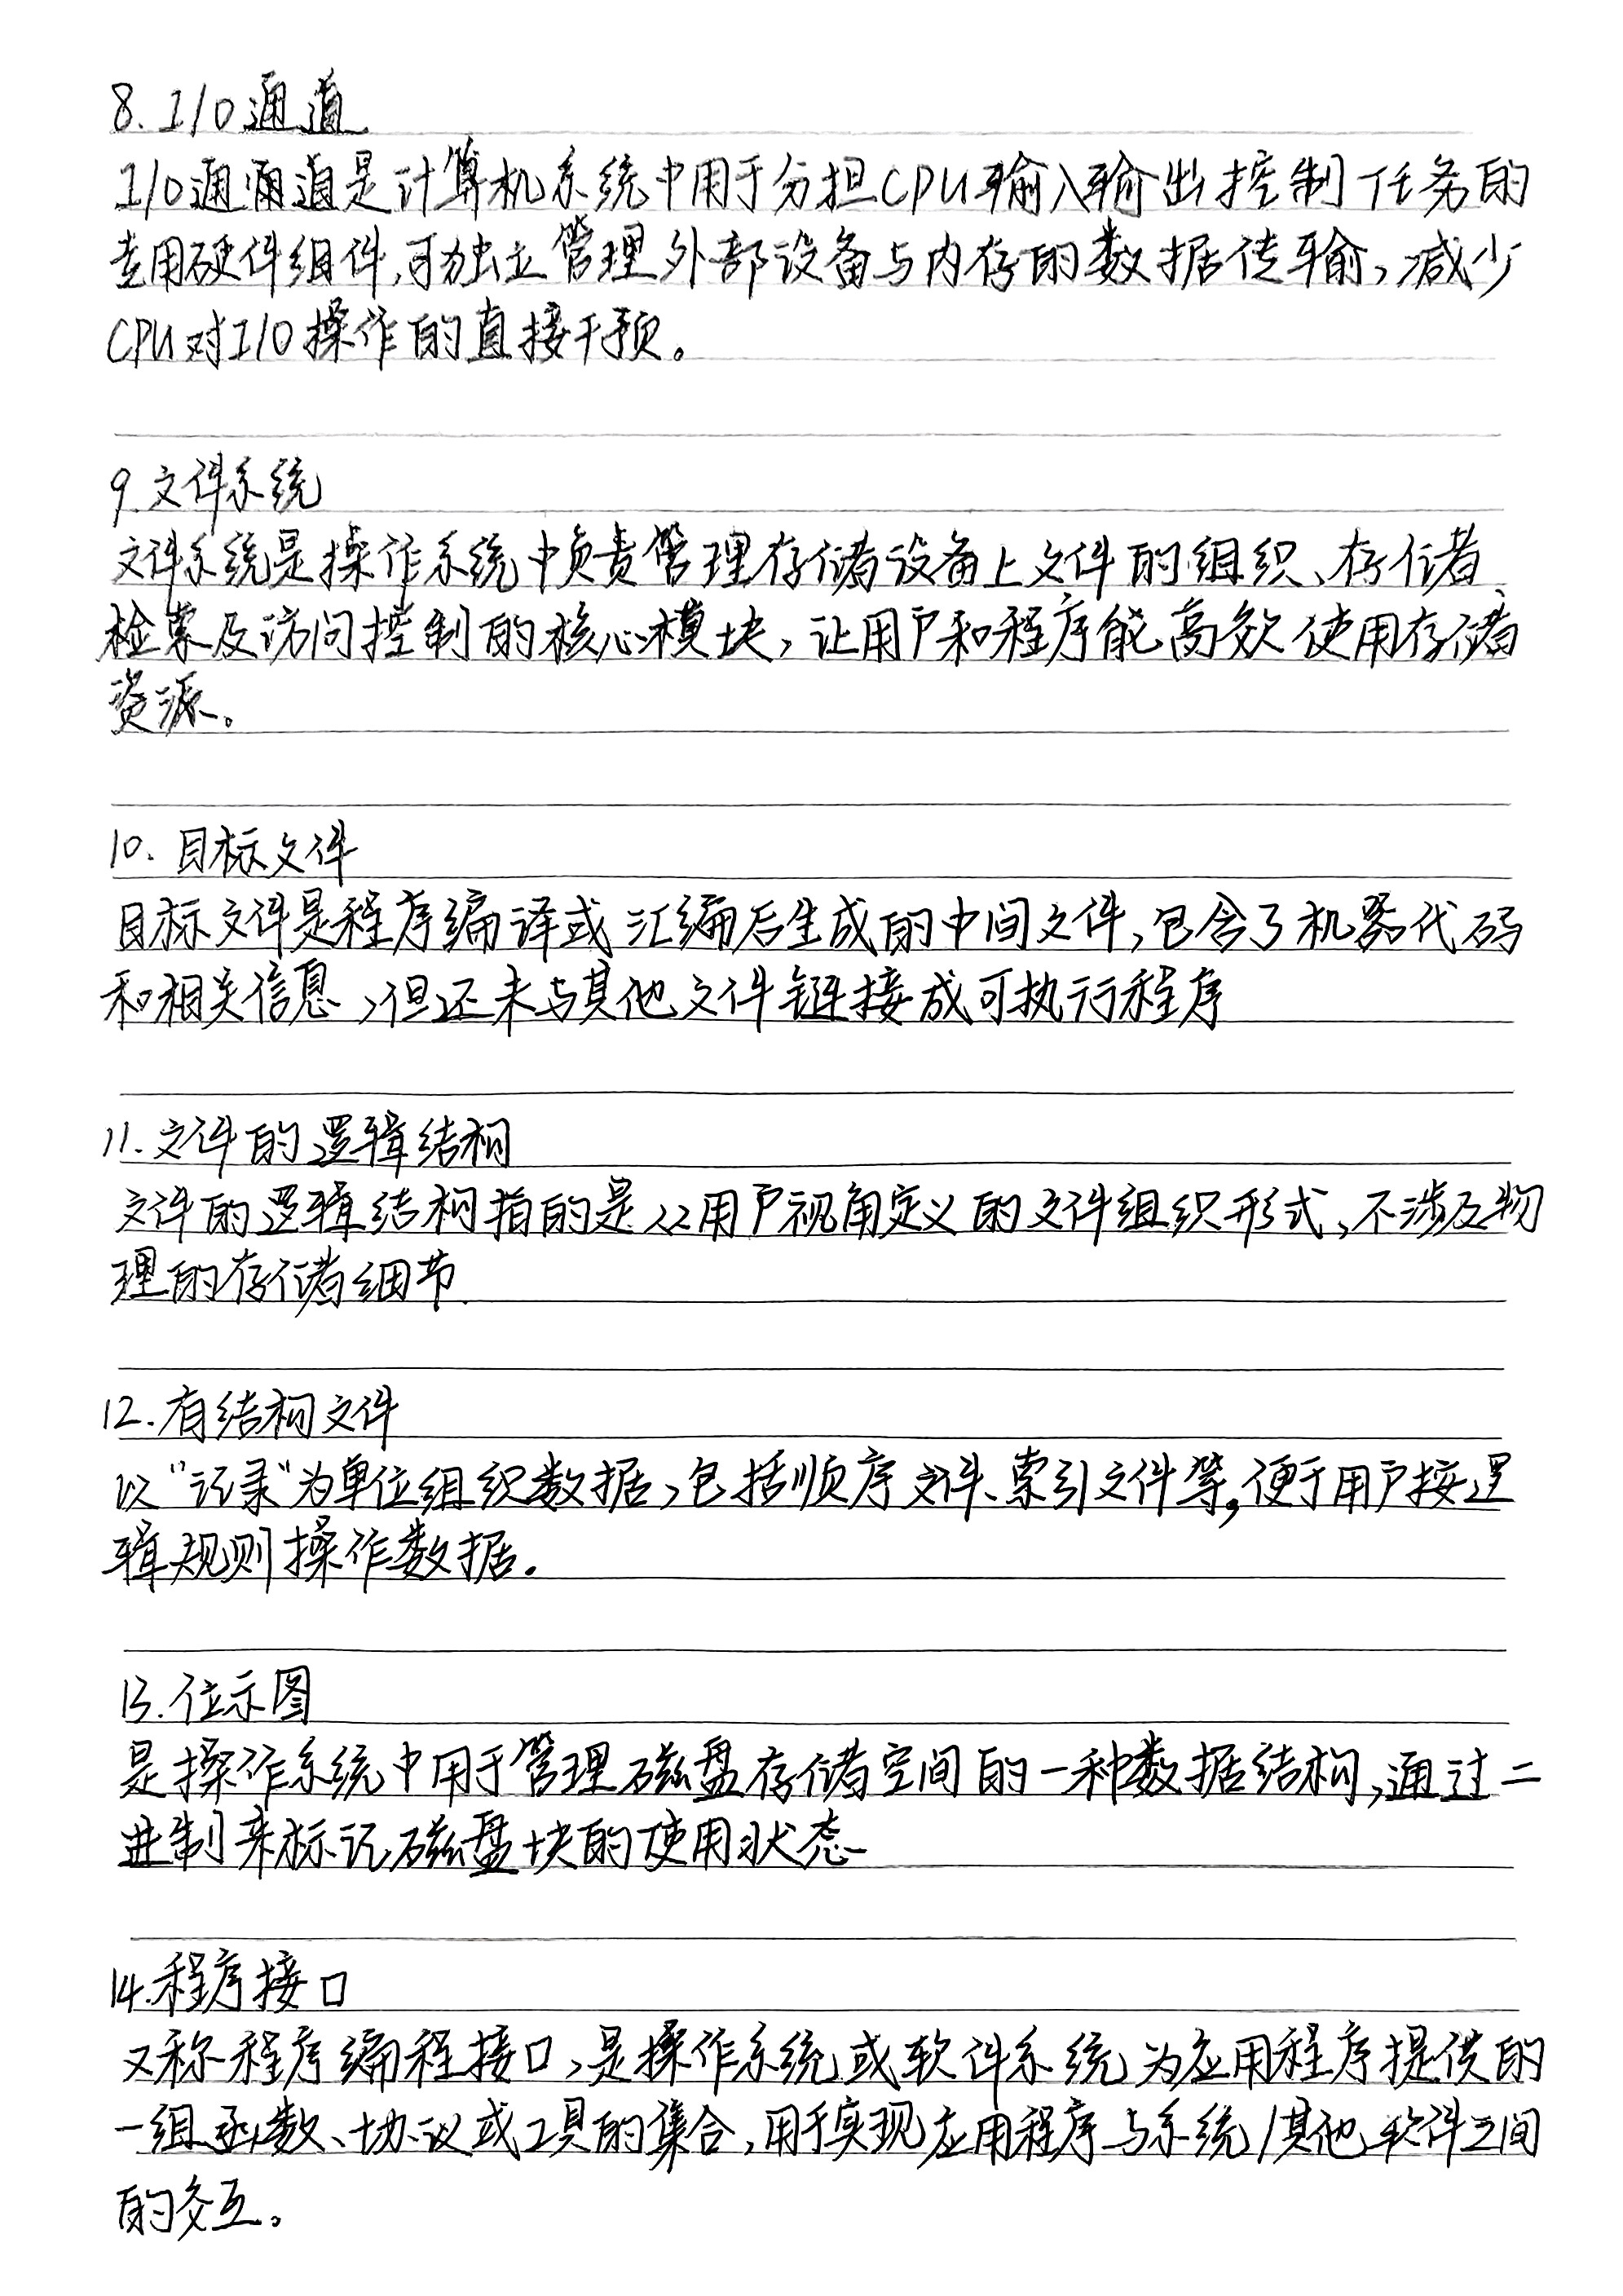 8. I/O通道
I/O通道是计算机系统中用于分担CPU输入输出控制任务的
专用硬件组件,可独立管理外部设备与内存的数据传输,减少
CPU对I/O操作的直接干预。
9.文件系统
文件系统是操作系统中负责管理存储设备上文件的组织、存储、
检索及访问控制的核心模块,让用户和程序能高效使用存储
资源。
10. 目标文件
目标文件是程序编译或汇编后生成的中间文件,包含了机器代码
和相关信息,但还未与其他文件链接成可执行程序
11.文件的逻辑结构
文件的逻辑结构指的是以用户视角定义的文件组织形式,不涉及物
理的存储细节
12.有结构文件
以“记录”为单位组织数据,包括顺序文件、索引文件等,便于用户按逻
辑规则操作数据.
13.位示图
是操作系统中用于管理磁盘存储空间的一种数据结构,通过二
进制来标记磁盘块的使用状态
14.程序接口
又称程序编程接口,是操作系统或软件系统为应用程序提供的
一组函数、协议或工具的集合,用于实现应用程序与系统/其他软件之间
的交互。